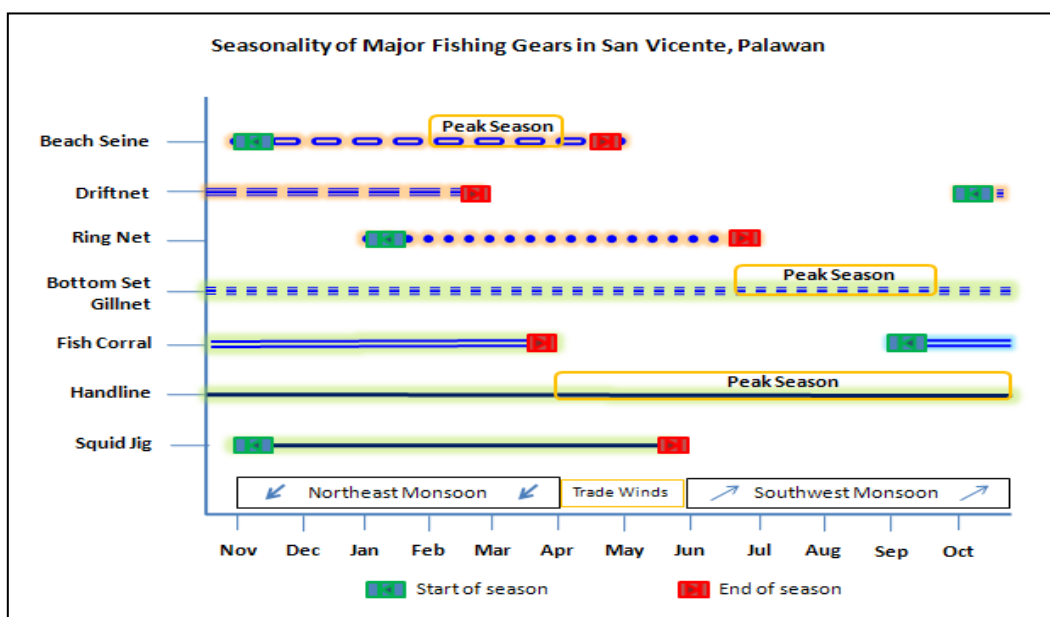 Seasonality of Major Fishing Gears in San Vicente, Palawan
Beach Seine
Peak Season
Driftnet
Ring Net
Bottom Set
Gillnet
Peak Season
Fish Corral
Handline
Peak Season
Squid Jig
Northeast Monsoon
Trade Winds
Southwest Monsoon
Nov Dec Jan Feb Mar Apr May Jun Jul Aug Sep Oct
Start of season
End of season